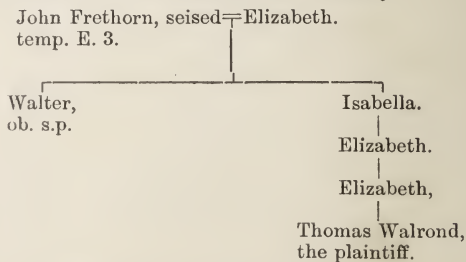 John Frethorn, seised=Elizabeth.
temp. E. 3.
Walter,
ob. s.p.
Isabella.
Elizabeth.
Elizabeth,
Thomas Walrond,
the plaintiff.